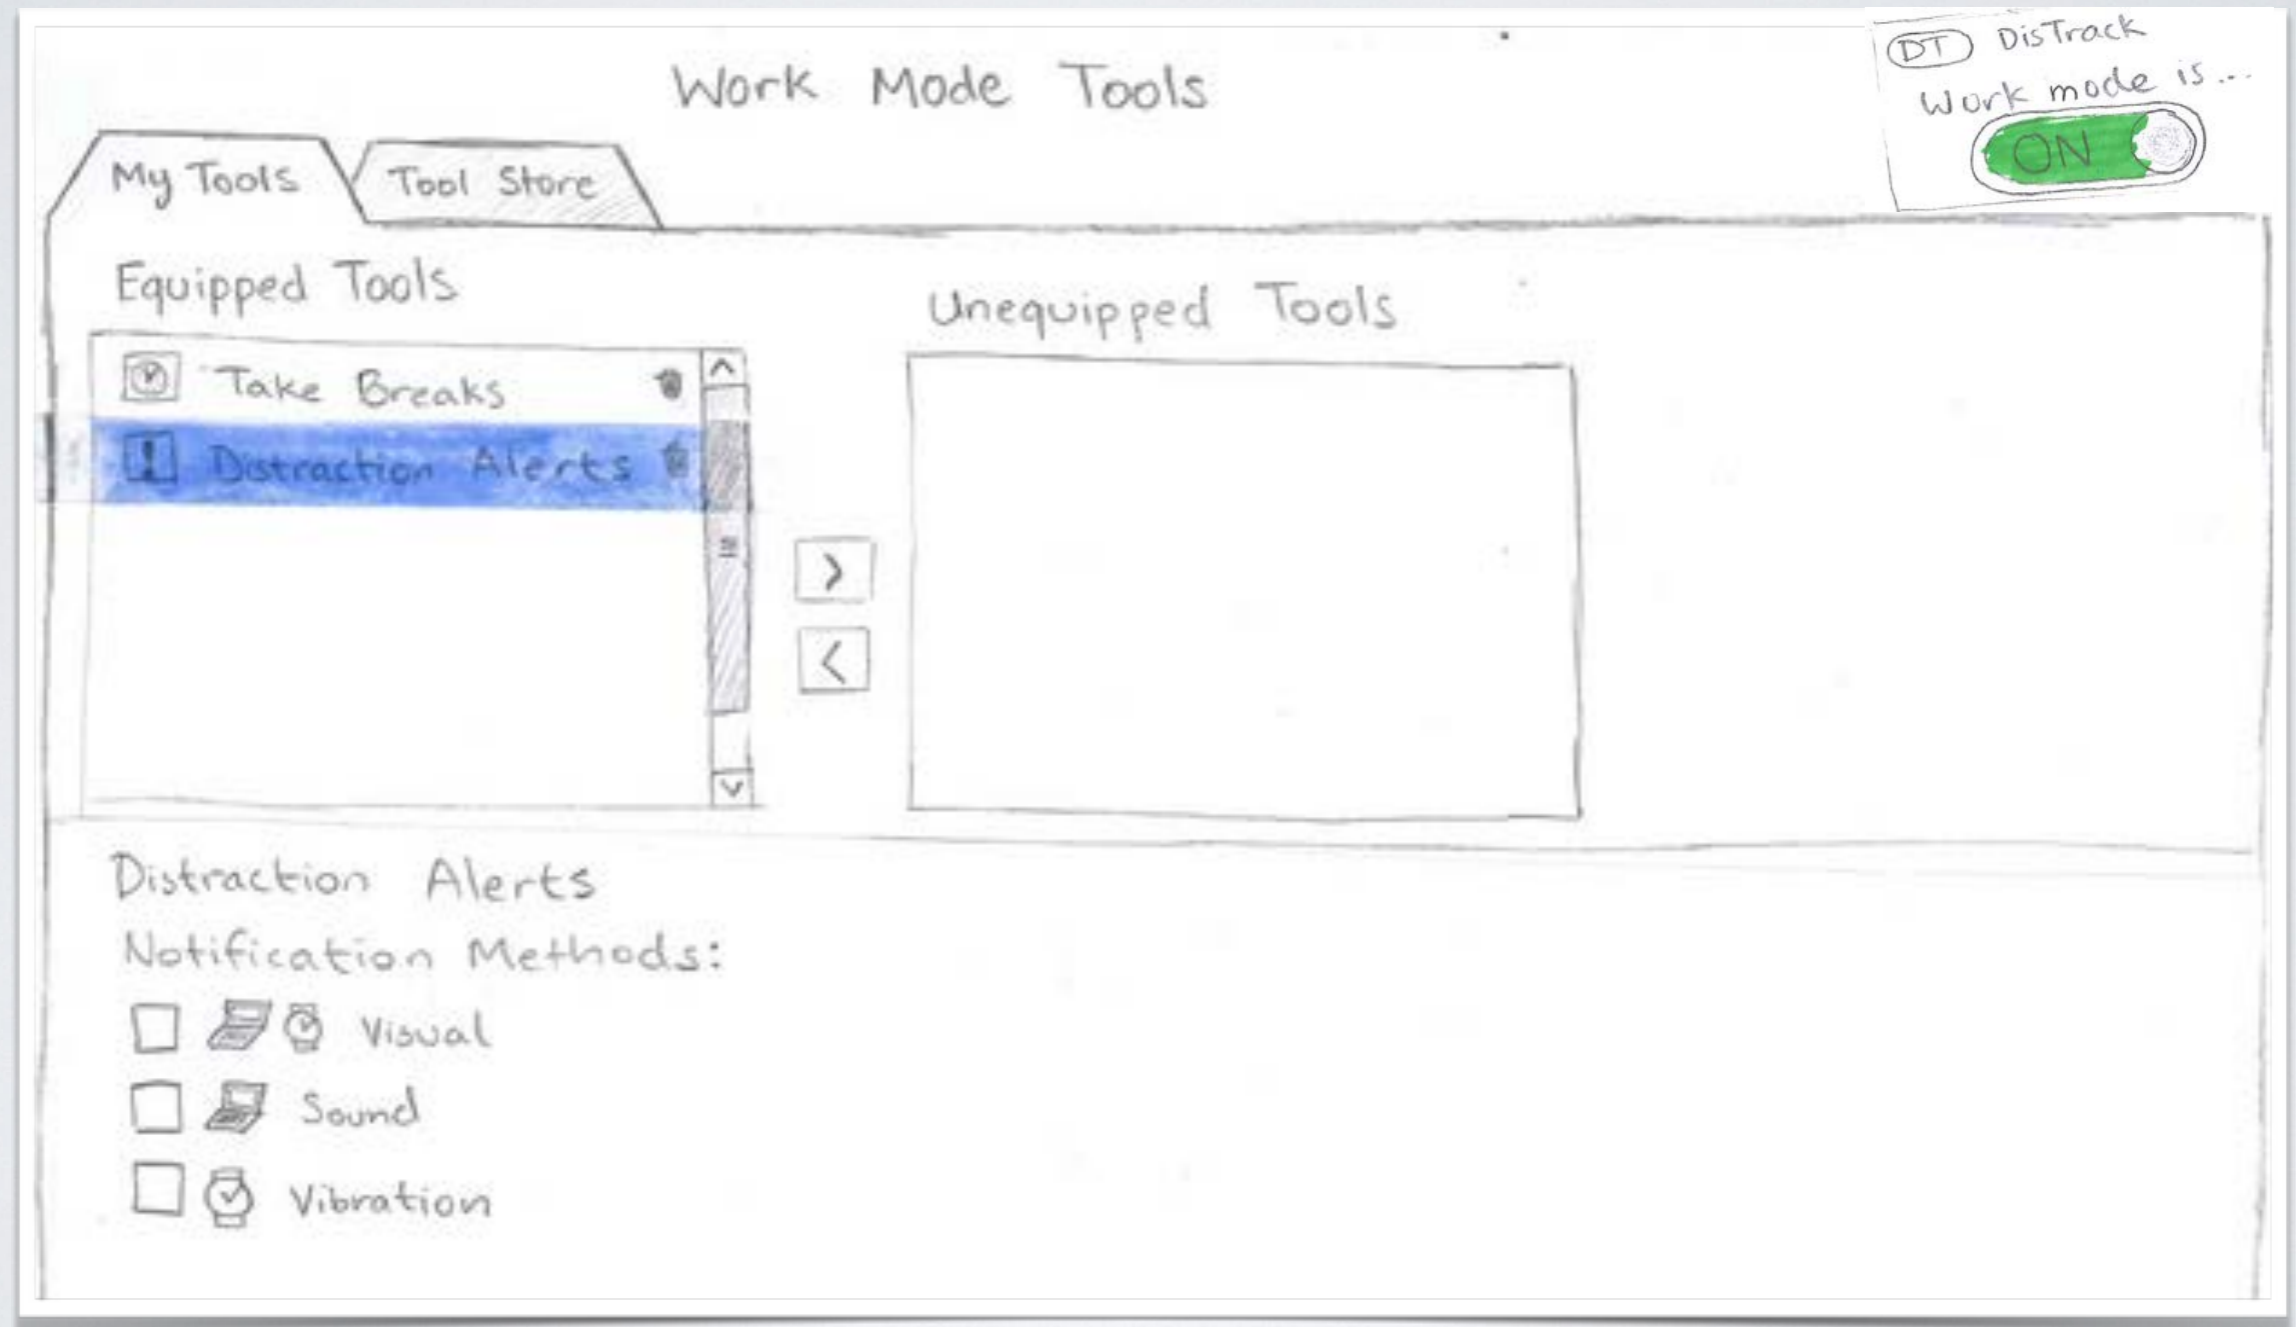 Work Mode Tools
DT DisTrack
Work mode is...
ON
My Tools
Tool Store
Equipped Tools
Unequipped Tools
Take Breaks
! Distraction Alerts
>
<
Distraction Alerts
Notification Methods:
Visual
Sound
Vibration